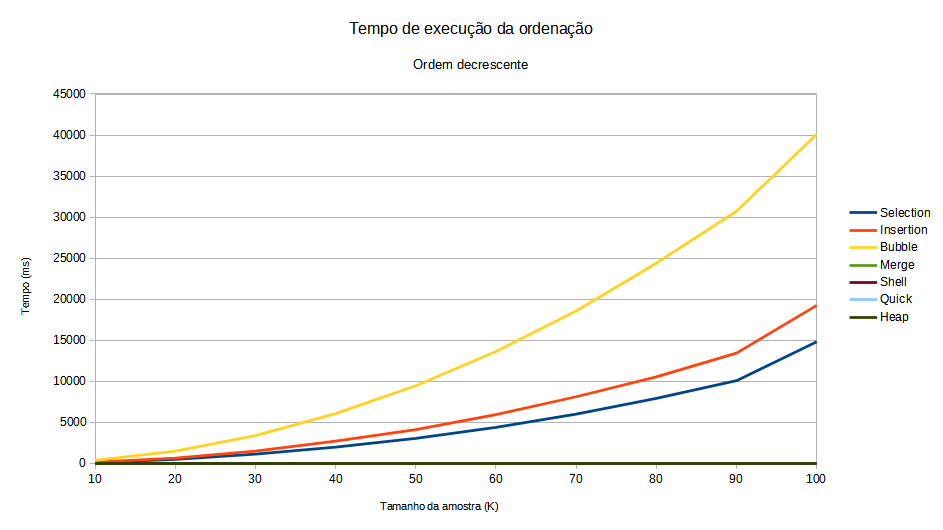 Tempo de execução da ordenação
Ordem decrescente
45000
40000
35000
30000
25000
20000
15000
10000
5000
0
Tempo (ms)
10 20 30 40 50 60 70 80 90 100
Tamanho da amostra (K)
Selection
Insertion
Bubble
Merge
Shell
Quick
Heap